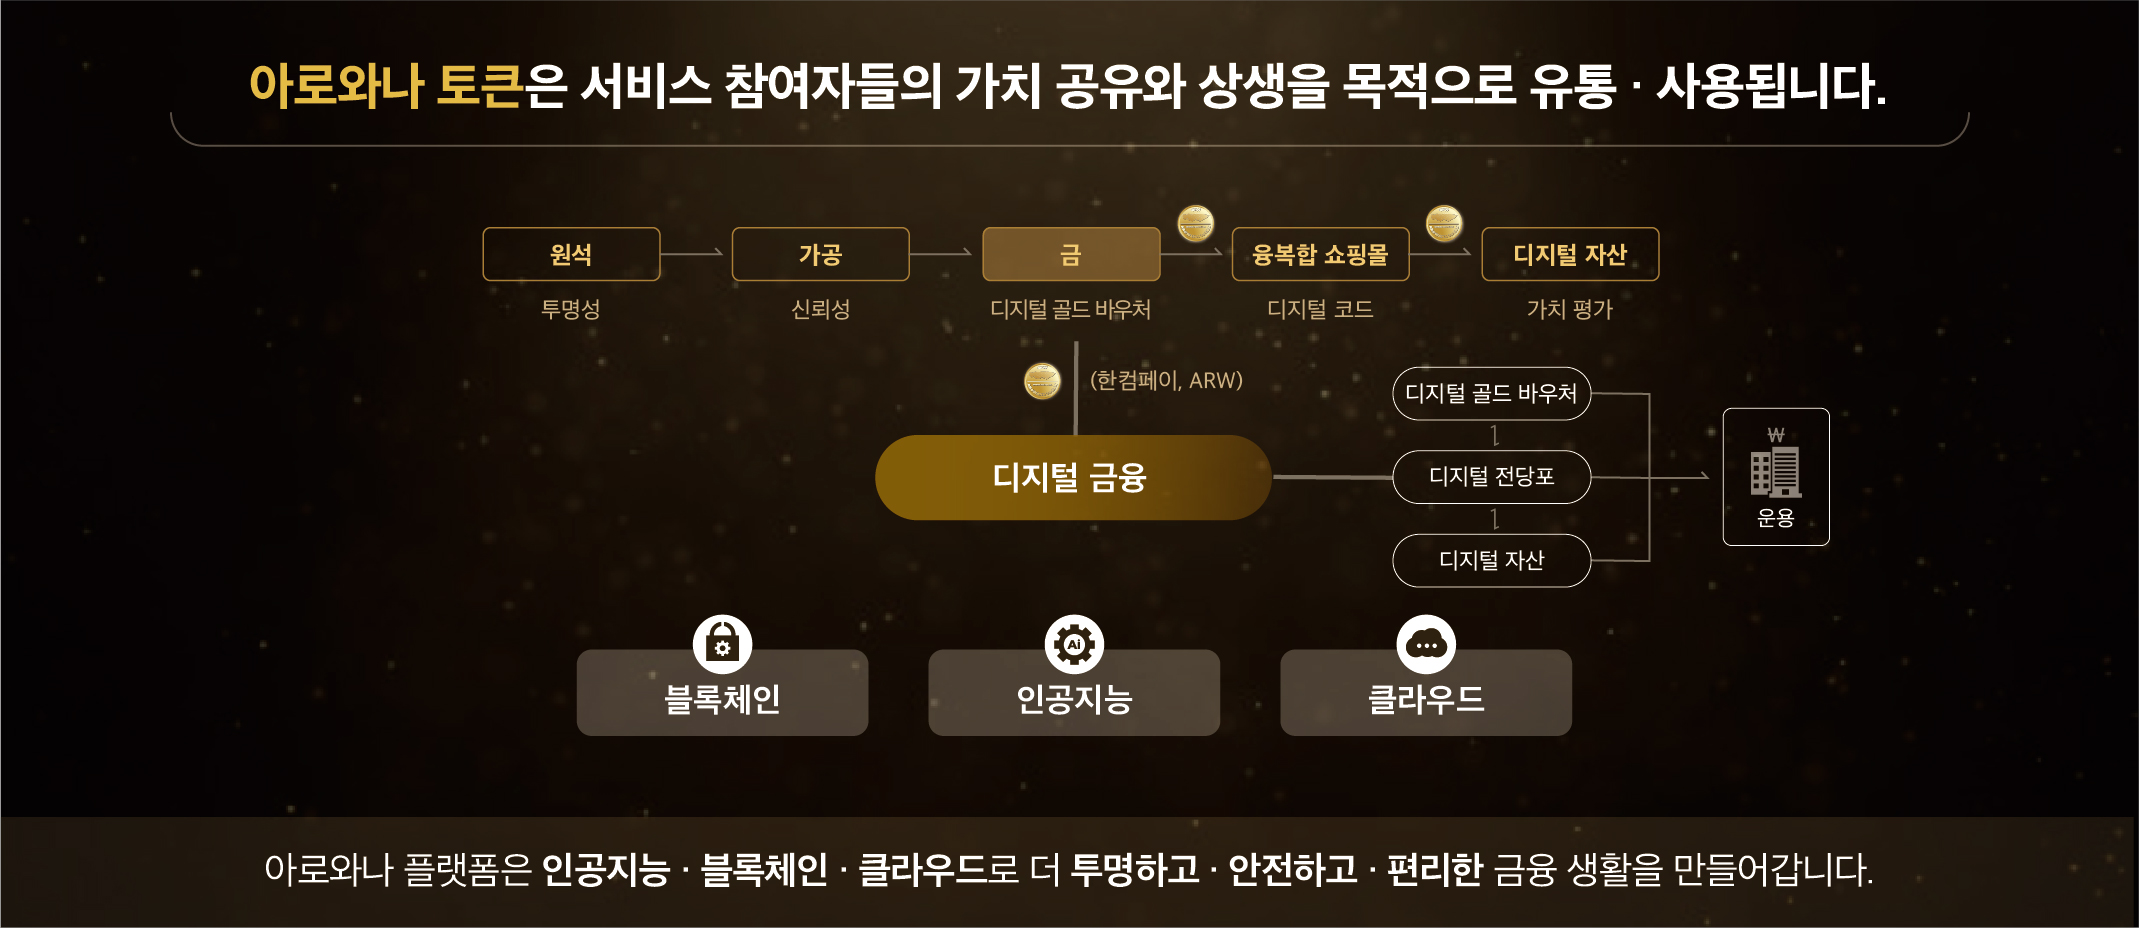 아로와나 토큰은 서비스 참여자들의 가치 공유와 상생을 목적으로 유통 · 사용됩니다.
원석
가공
금
융복합 쇼핑몰
디지털 자산
투명성
신뢰성
디지털 골드 바우처
디지털 코드
가치 평가
(한컴페이, ARW)
디지털 금융
디지털 골드 바우처
디지털 전당포
디지털 자산
₩
운용
Ai
블록체인
인공지능
클라우드
아로와나 플랫폼은 인공지능 · 블록체인 · 클라우드로 더 투명하고 · 안전하고 · 편리한 금융 생활을 만들어갑니다.